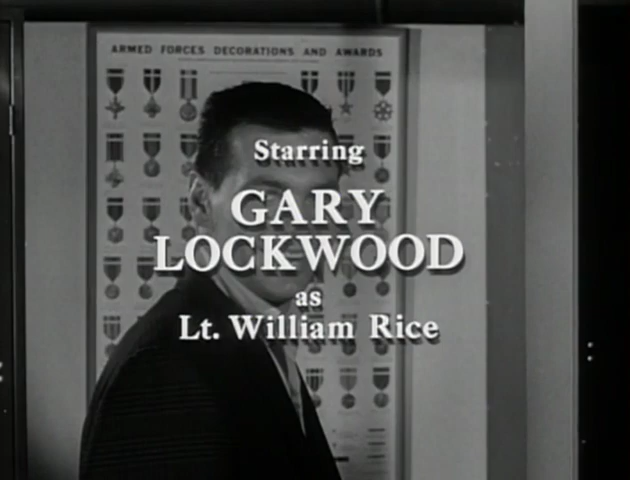 ARMED FORCES DECORATIONS AND AWARDS
Starring
GARY
LOCKWOOD
as
Lt. William Rice